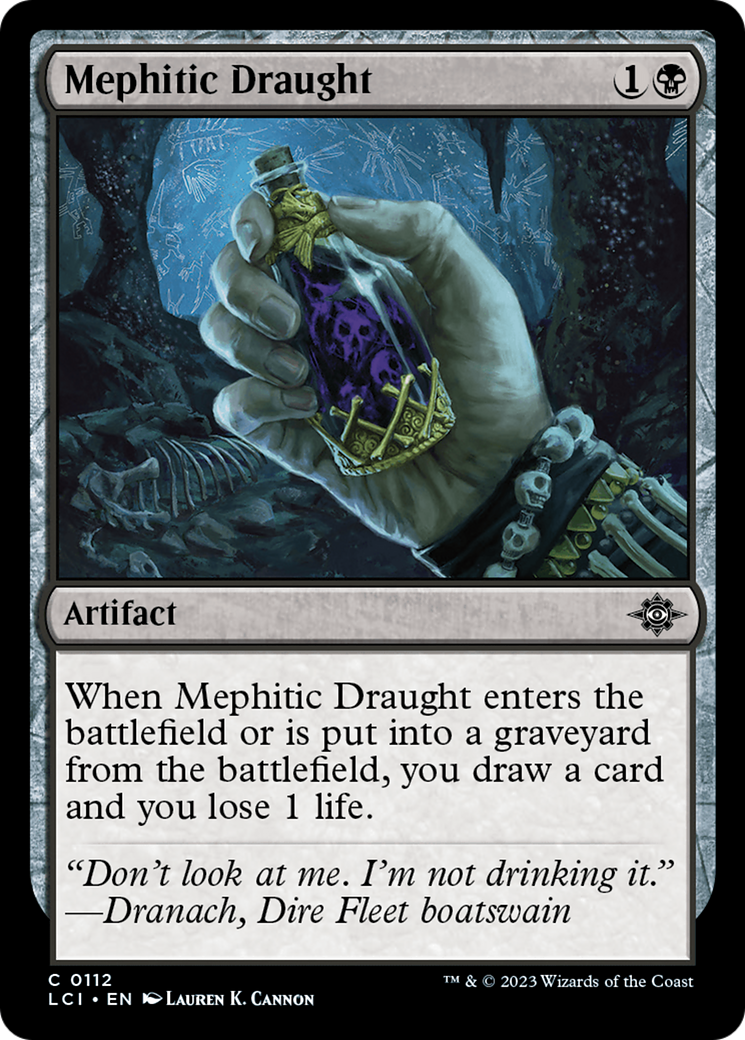 Mephitic Draught 1
Artifact
When Mephitic Draught enters the
battlefield or is put into a graveyard
from the battlefield, you draw a card
and you lose 1 life.
“Don’t look at me. I’m not drinking it.”
—Dranach, Dire Fleet boatswain
C 0112
LCI • EN Lauren K. Cannon
™ & © 2023 Wizards of the Coast